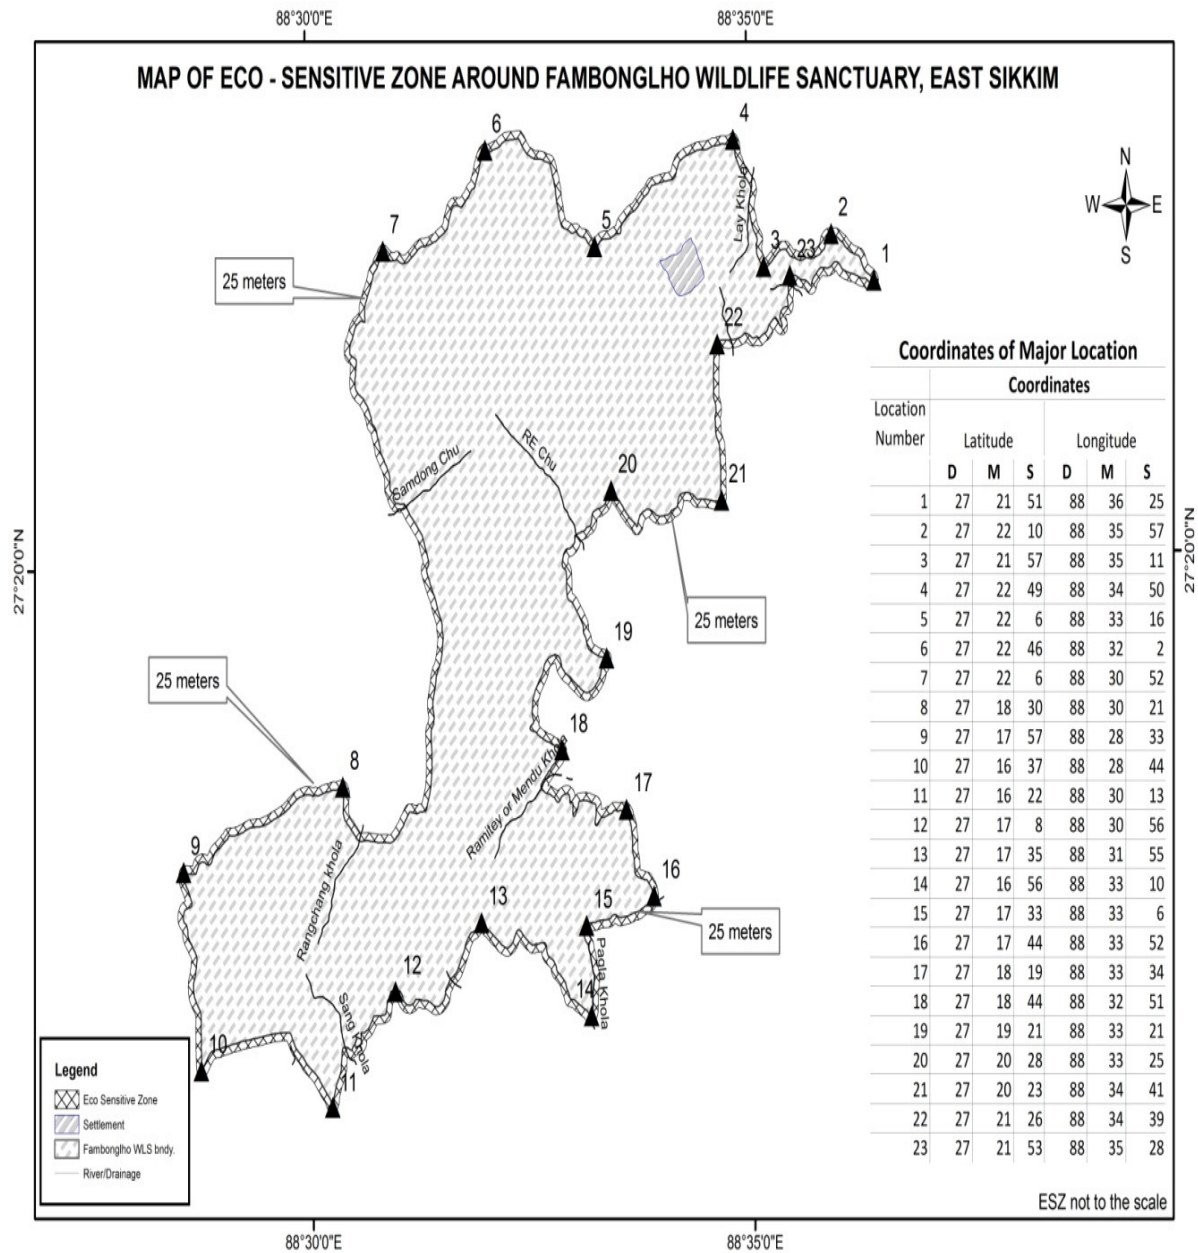 88°30'0"E
88°35'0"E
MAP OF ECO - SENSITIVE ZONE AROUND FAMBONGLHO WILDLIFE SANCTUARY, EAST SIKKIM
N
W E
S
6
4
2
7
5
3
23
1
Lay Khola
25 meters
22
Samdong Chu
RE Chu
20
21
27°20'0"N
27°20'0"N
25 meters
19
25 meters
18
8
17
Ramitey or Mendu Khola
9
16
Rangchang khola
13
15
25 meters
12
Pagla Khola
14
Sang Khola
10
11
Coordinates of Major Location
Coordinates
Location Number Latitude Longitude
D M S D M S
1 27 21 51 88 36 25
2 27 22 10 88 35 57
3 27 21 57 88 35 11
4 27 22 49 88 34 50
5 27 22 6 88 33 16
6 27 22 46 88 32 2
7 27 22 6 88 30 52
8 27 18 30 88 30 21
9 27 17 57 88 28 33
10 27 16 37 88 28 44
11 27 16 22 88 30 13
12 27 17 8 88 30 56
13 27 17 35 88 31 55
14 27 16 56 88 33 10
15 27 17 33 88 33 6
16 27 17 44 88 33 52
17 27 18 19 88 33 34
18 27 18 44 88 32 51
19 27 19 21 88 33 21
20 27 20 28 88 33 25
21 27 20 23 88 34 41
22 27 21 26 88 34 39
23 27 21 53 88 35 28
Legend
Eco Sensitive Zone
Settlement
Fambonglho WLS bndy.
River/Drainage
ESZ not to the scale
88°30'0"E
88°35'0"E